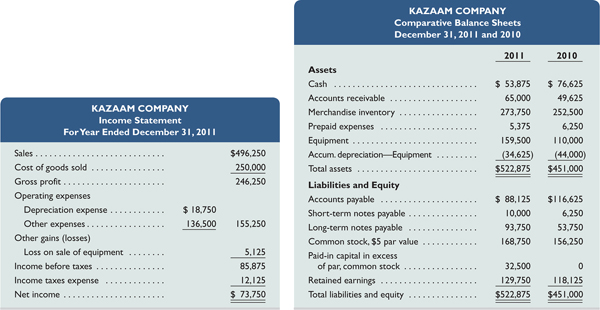 KAZAAM COMPANY
Income Statement
For Year Ended December 31, 2011
Sales . . . . . . . . . . . . . . . . . . . . . . . . . . . $496,250
Cost of goods sold . . . . . . . . . . . . . . . . . . 250,000
Gross profit . . . . . . . . . . . . . . . . . . . . . . . 246,250
Operating expenses
Depreciation expense . . . . . . . . . . . . $ 18,750
Other expenses . . . . . . . . . . . . . . . . . 136,500 155,250
Other gains (losses)
Loss on sale of equipment . . . . . . . . 5,125
Income before taxes . . . . . . . . . . . . . . . . . 85,875
Income taxes expense . . . . . . . . . . . . . . . 12,125
Net income . . . . . . . . . . . . . . . . . . . . . . . $ 73,750
KAZAAM COMPANY
Comparative Balance Sheets
December 31, 2011 and 2010
2011 2010
Assets
Cash . . . . . . . . . . . . . . . . . . . . . . . . . . . $ 53,875 $ 76,625
Accounts receivable . . . . . . . . . . . . . . . . . 65,000 49,625
Merchandise inventory . . . . . . . . . . . . . . . 273,750 252,500
Prepaid expenses . . . . . . . . . . . . . . . . . . . 5,375 6,250
Equipment . . . . . . . . . . . . . . . . . . . . . . . . 159,500 110,000
Accum. depreciation—Equipment . . . . . . . . (34,625) (44,000)
Total assets . . . . . . . . . . . . . . . . . . . . . . . $522,875 $451,000
Liabilities and Equity
Accounts payable . . . . . . . . . . . . . . . . . . . $ 88,125 $116,625
Short-term notes payable . . . . . . . . . . . . . 10,000 6,250
Long-term notes payable . . . . . . . . . . . . . 93,750 53,750
Common stock, $5 par value . . . . . . . . . . . 168,750 156,250
Paid-in capital in excess
of par, common stock . . . . . . . . . . . . . . 32,500 0
Retained earnings . . . . . . . . . . . . . . . . . . . 129,750 118,125
Total liabilities and equity . . . . . . . . . . . . . $522,875 $451,000